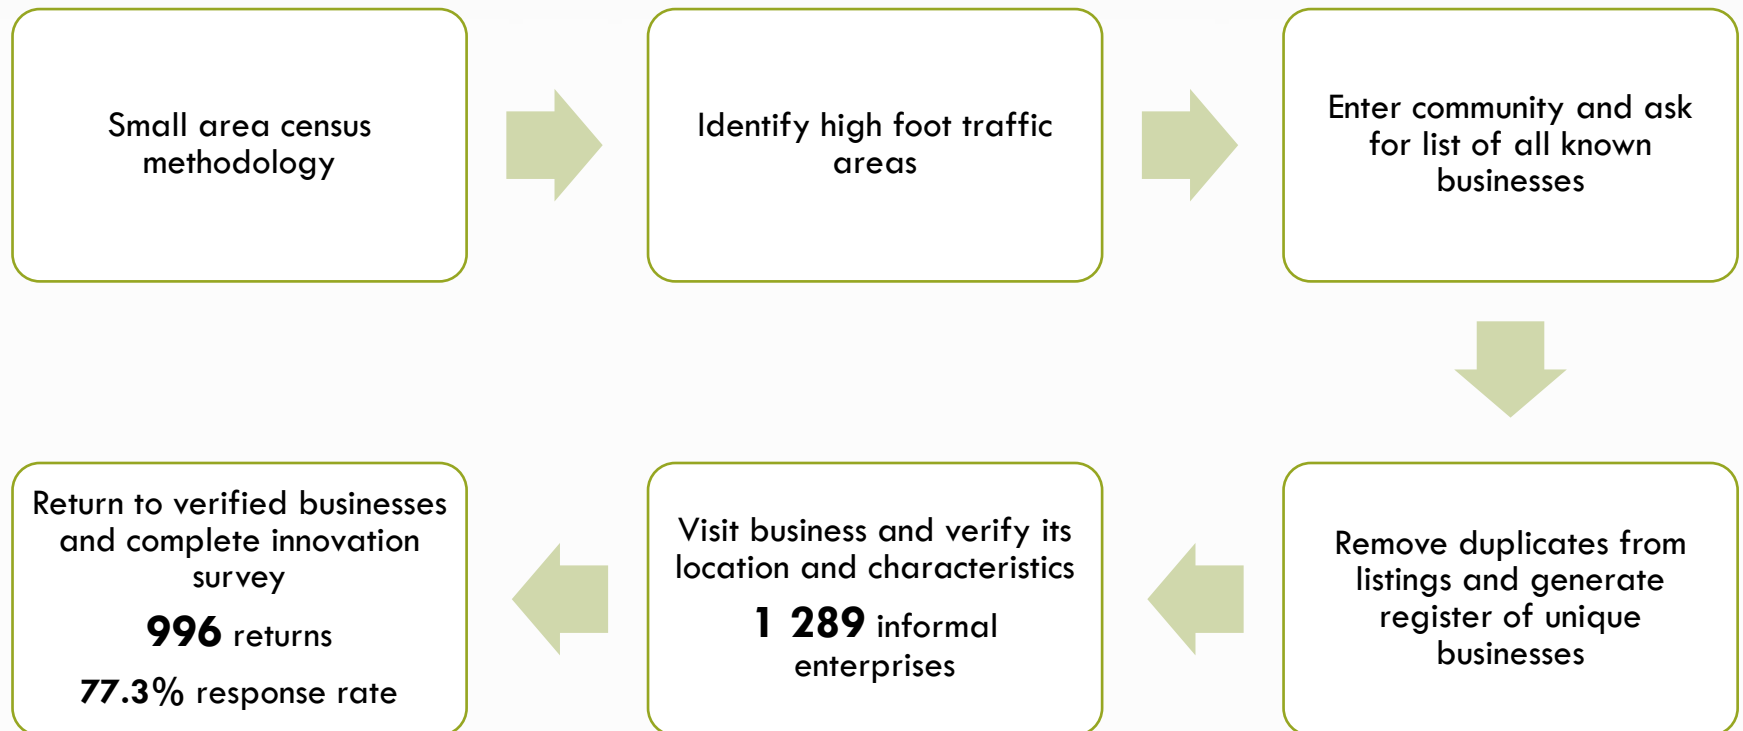 Small area census
methodology
Identify high foot traffic
areas
Enter community and ask
for list of all known
businesses
Remove duplicates from
listings and generate
register of unique
businesses
Visit business and verify its
location and characteristics
1 289 informal
enterprises
Return to verified businesses
and complete innovation
survey
996 returns
77.3% response rate